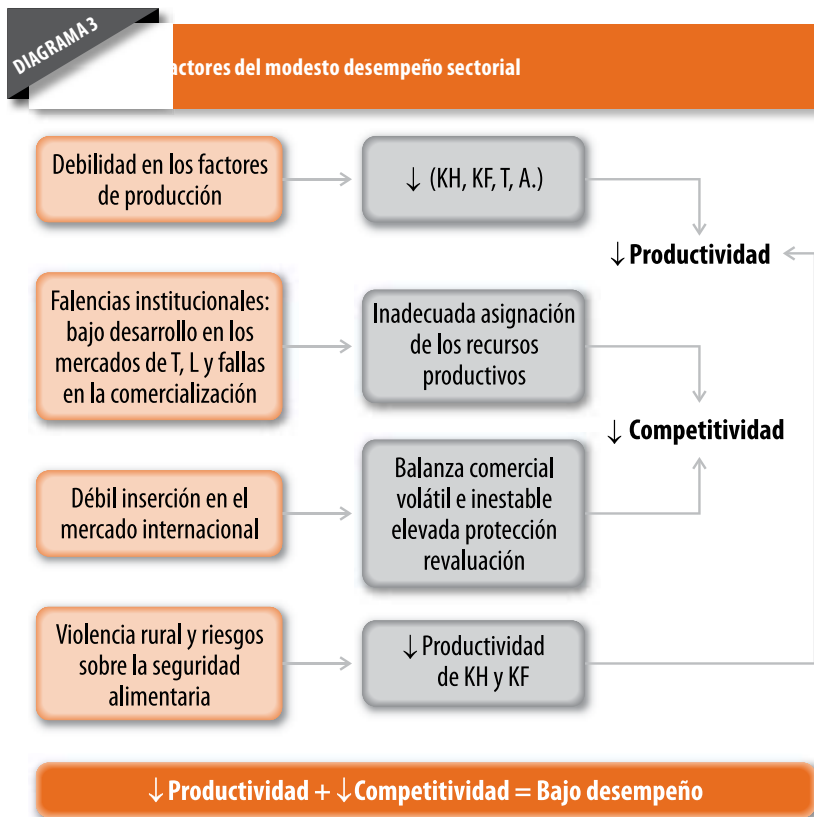 DIAGRAMA 3
actores del modesto desempeño sectorial
Debilidad en los factores
de producción
↓ (KH, KF, T, A.)
↓ Productividad
Falencias institucionales:
bajo desarrollo en los
mercados de T, L y fallas
en la comercialización
Inadecuada asignación
de los recursos
productivos
↓ Competitividad
Débil inserción en el
mercado internacional
Balanza comercial
volátil e inestable
elevada protección
revaluación
Violencia rural y riesgos
sobre la seguridad
alimentaria
↓ Productividad
de KH y KF
↓ Productividad + ↓ Competitividad = Bajo desempeño